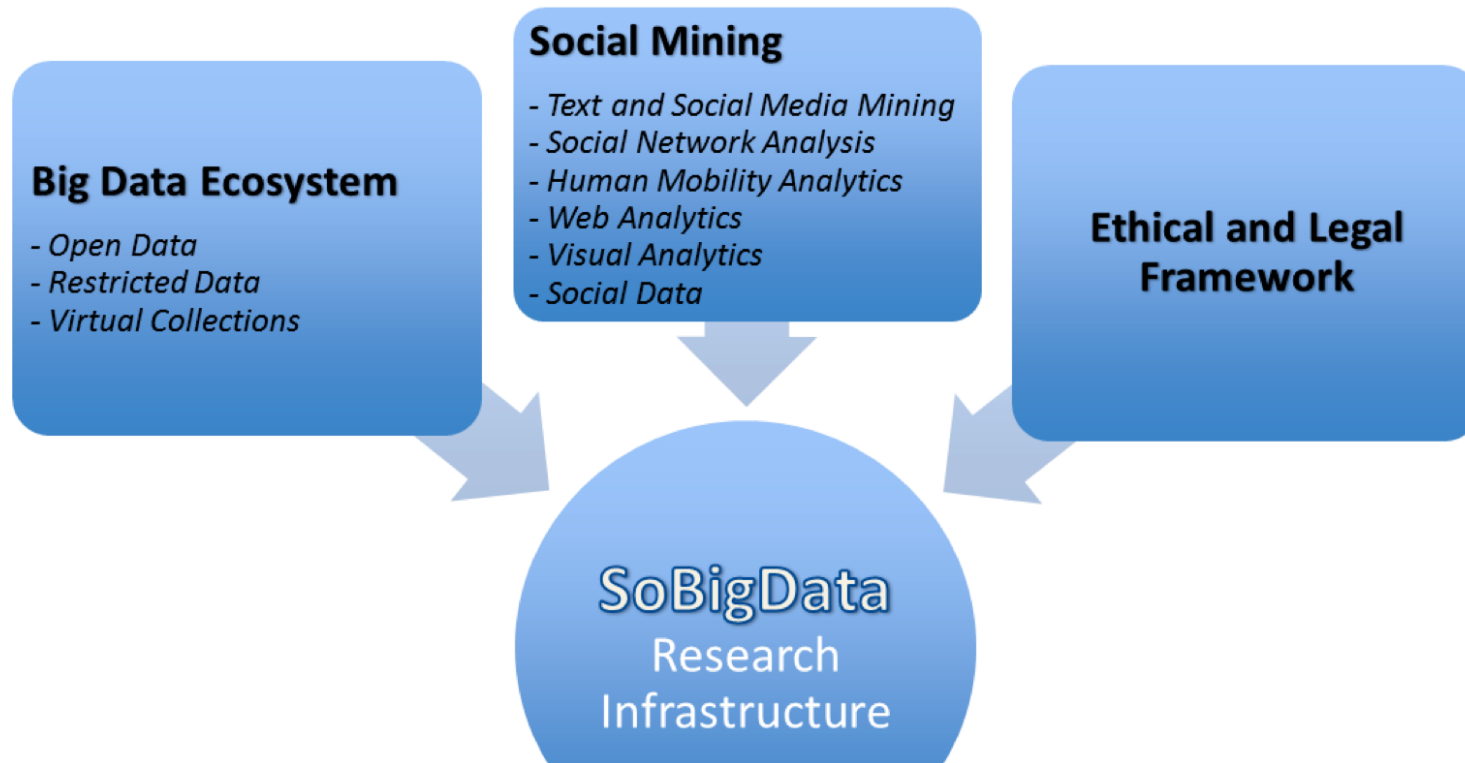 Big Data Ecosystem
- Open Data
- Restricted Data
- Virtual Collections
Social Mining
- Text and Social Media Mining
- Social Network Analysis
- Human Mobility Analytics
- Web Analytics
- Visual Analytics
- Social Data
Ethical and Legal
Framework
SoBigData
Research
Infrastructure